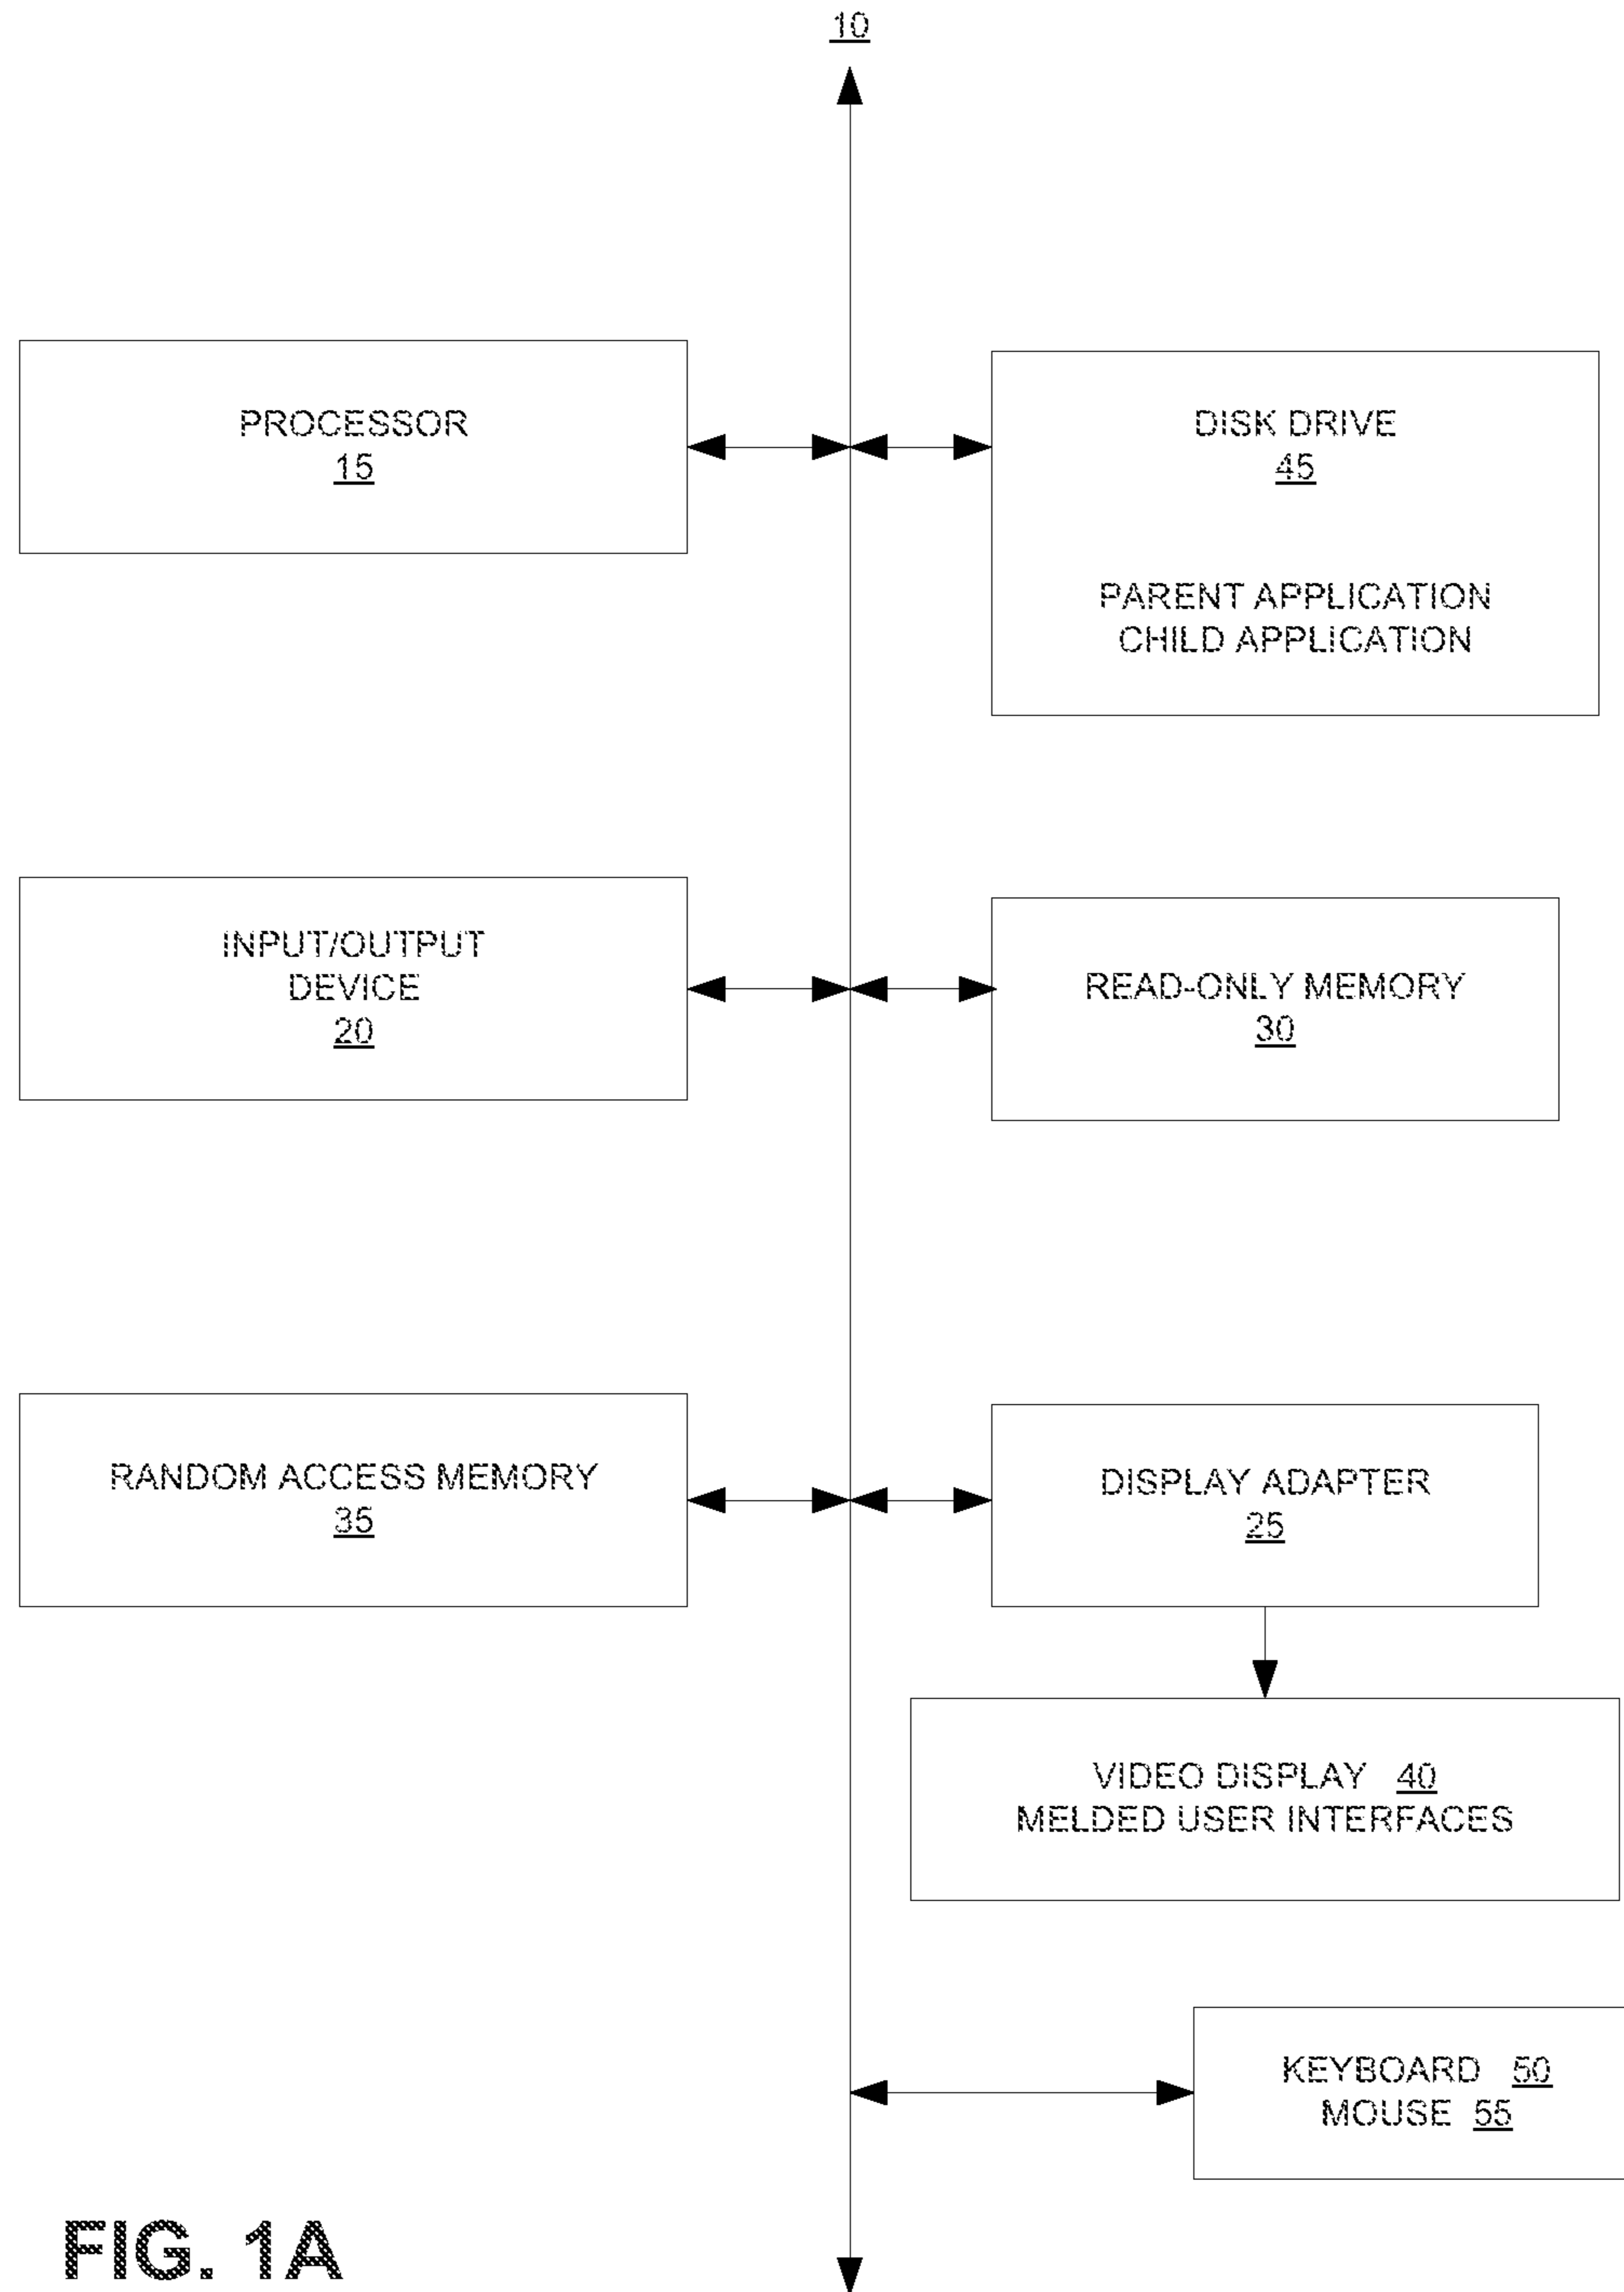 10
PROCESSOR
15
DISK DRIVE
45
PARENT APPLICATION
CHILD APPLICATION
INPUT/OUTPUT
DEVICE
20
READ-ONLY MEMORY
30
RANDOM ACCESS MEMORY
35
DISPLAY ADAPTER
25
VIDEO DISPLAY 40
MELDED USER INTERFACES
KEYBOARD 50
MOUSE 55
FIG. 1A